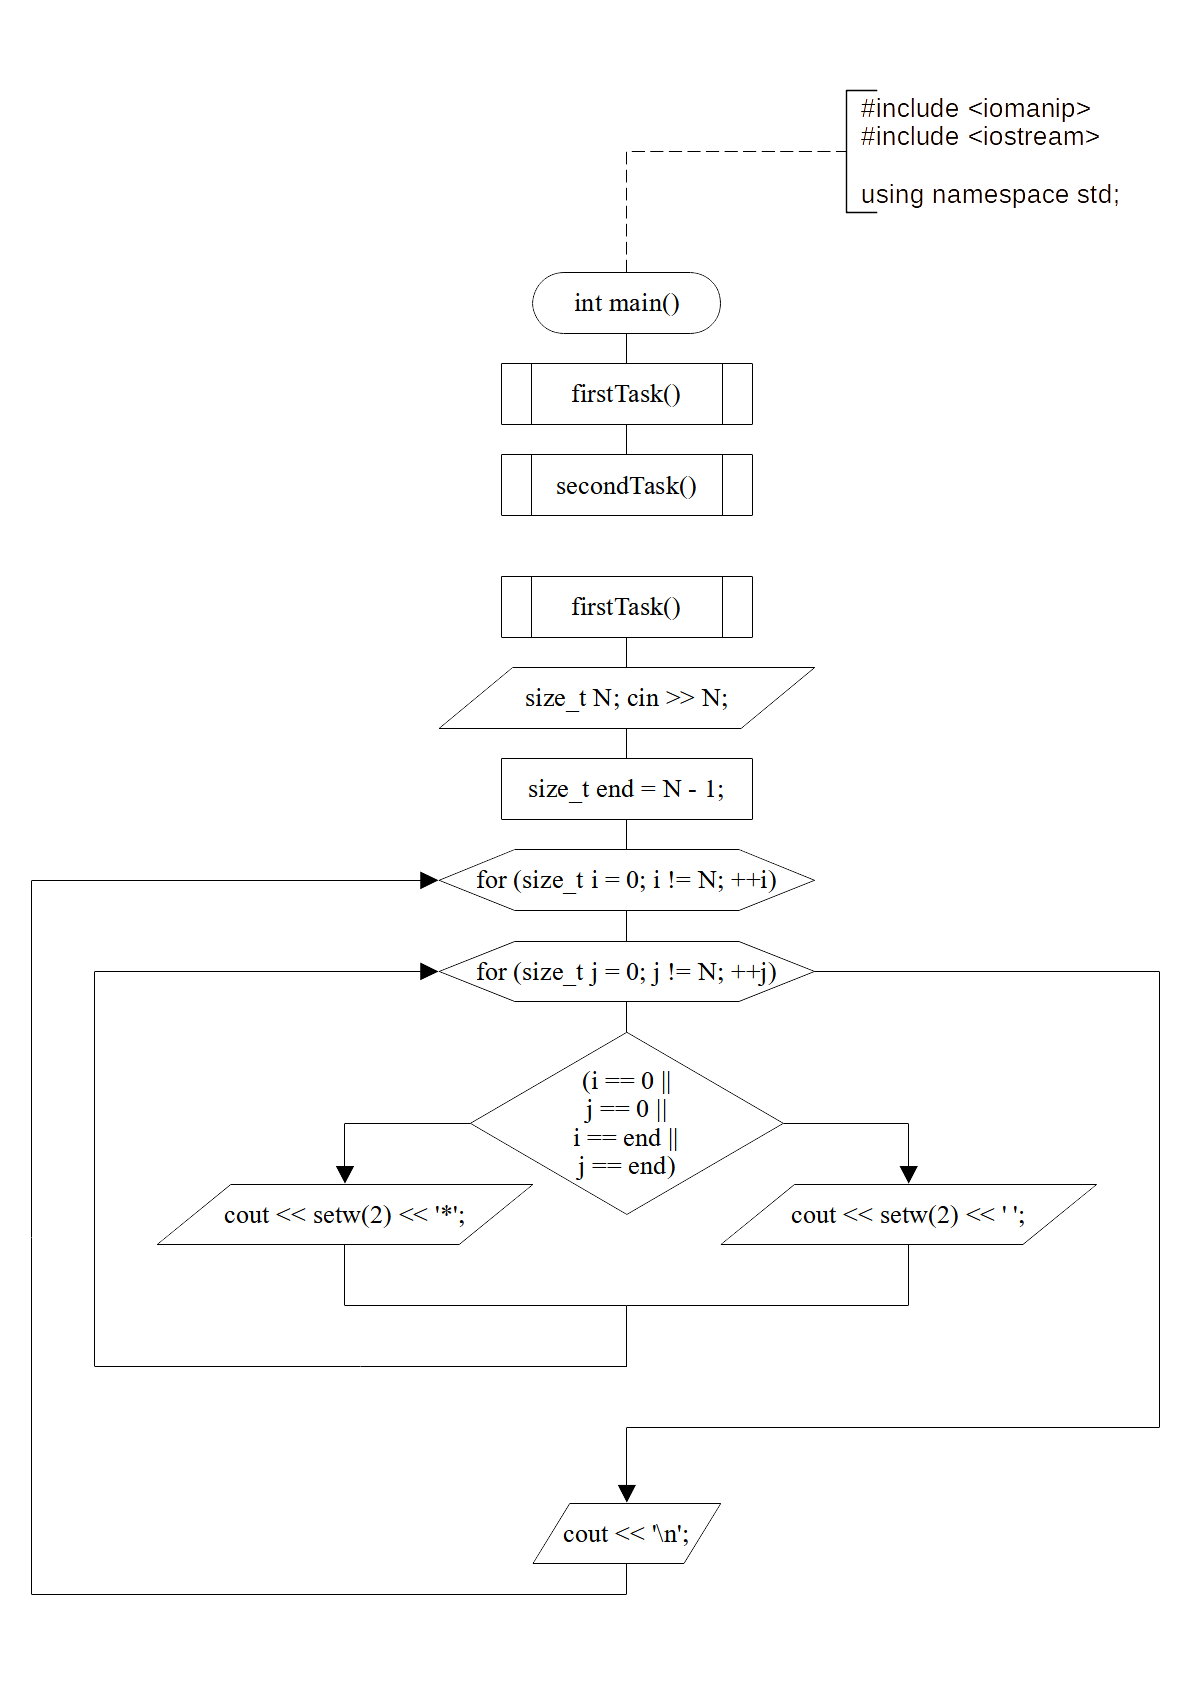 #include <iomanip>
#include <iostream>
using namespace std;
int main()
firstTask()
secondTask()
firstTask()
size_t N; cin >> N;
size_t end = N - 1;
for (size_t i = 0; i != N; ++i)
for (size_t j = 0; j != N; ++j)
(i == 0 ||
j == 0 ||
i == end ||
j == end)
cout << setw(2) << '*';
cout << setw(2) << ' ';
cout << '\n';